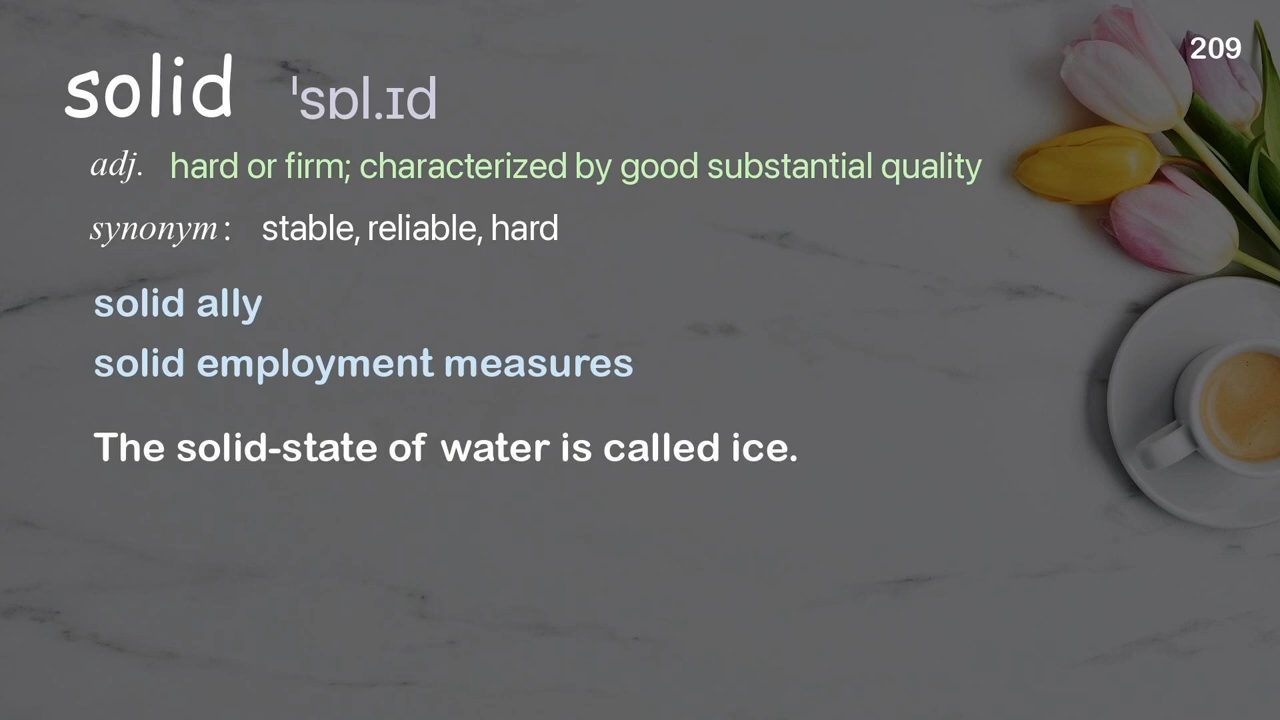 209
solid ˈsɒl.ɪd
adj. hard or firm; characterized by good substantial quality
synonym: stable, reliable, hard
solid ally
solid employment measures
The solid-state of water is called ice.